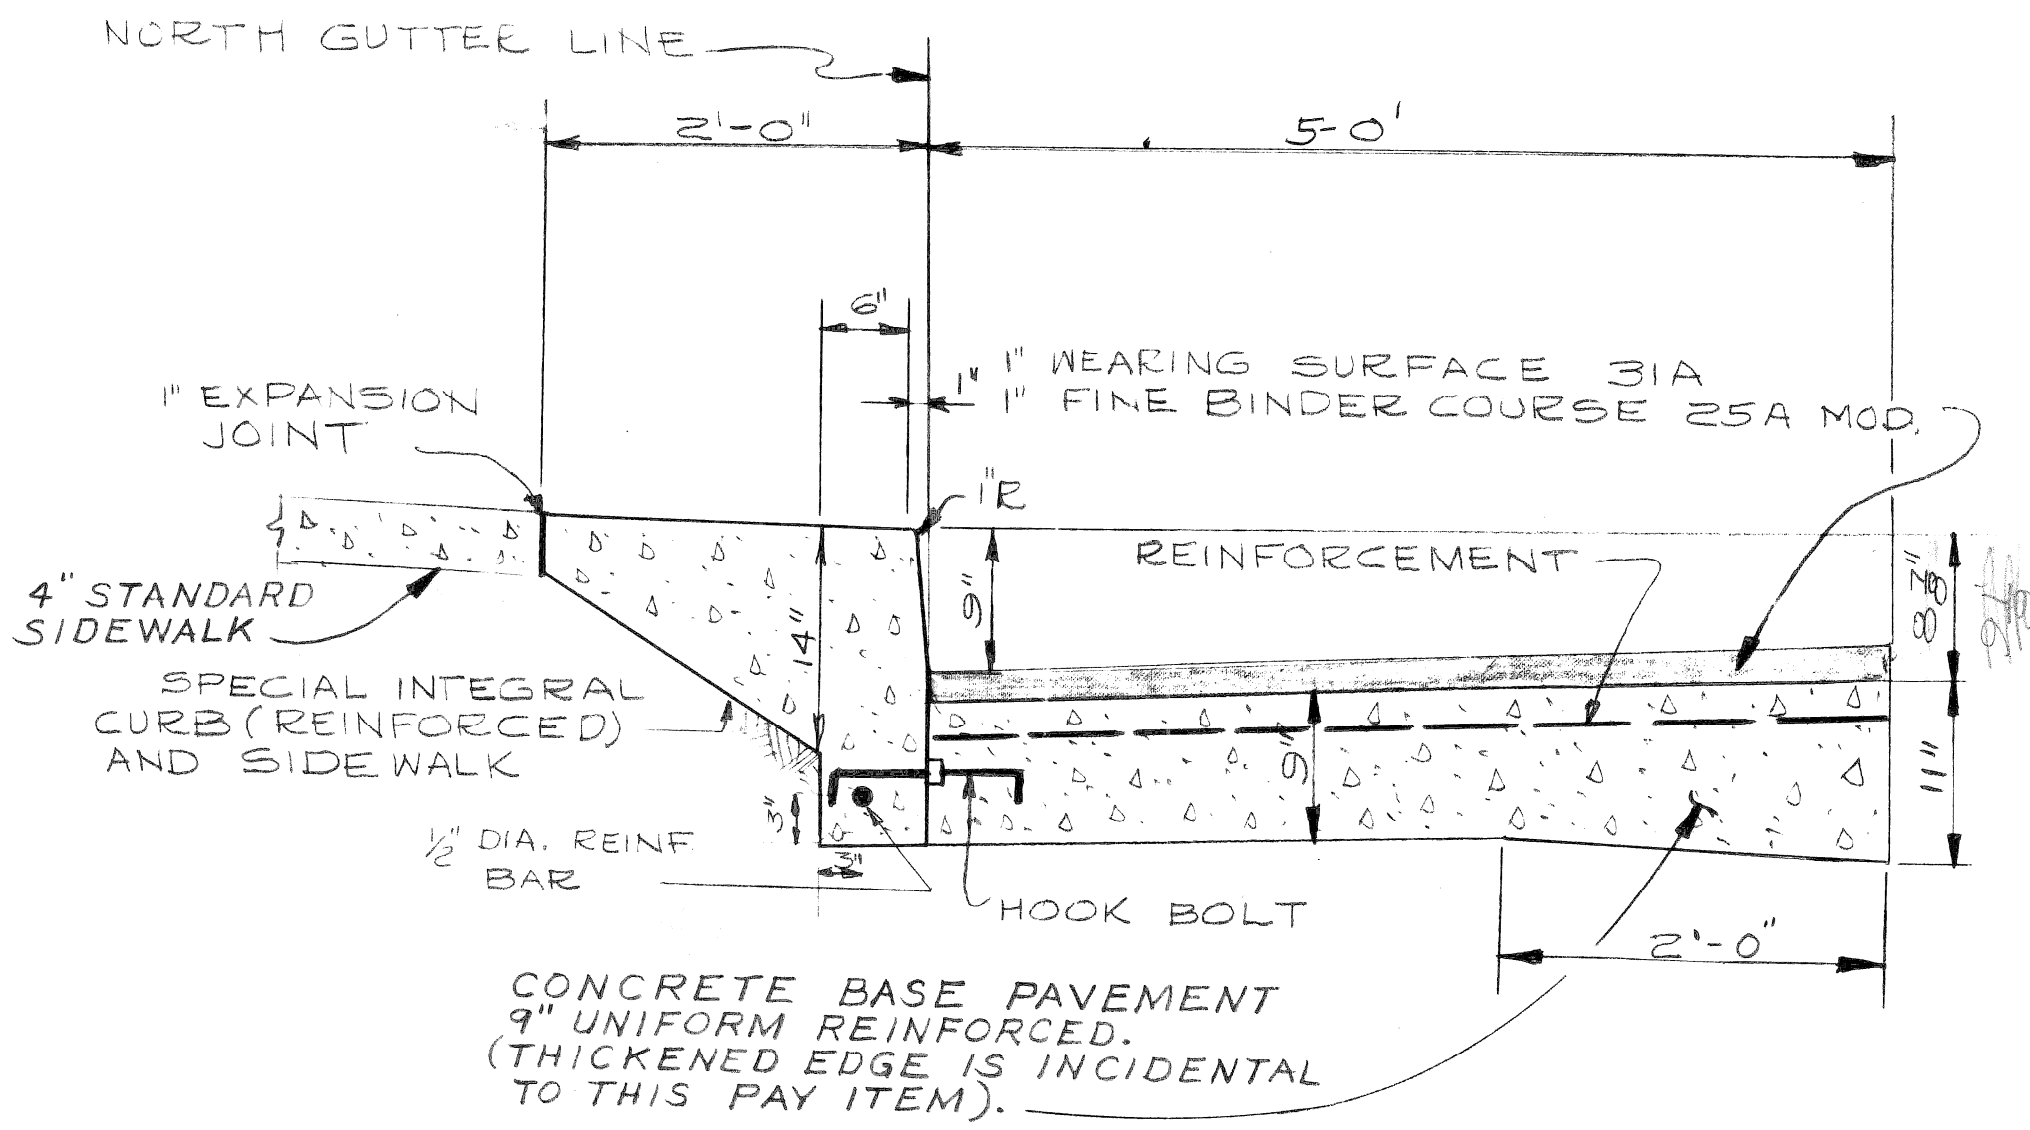 NORTH GUTTER LINE
2'-0"
5-0'
6"
1"
1" WEARING SURFACE 31A
1" FINE BINDER COURSE 25A MOD.
1" EXPANSION
JOINT
1"R
REINFORCEMENT
9"
8 7/8"
4" STANDARD
SIDEWALK
14"
SPECIAL INTEGRAL
CURB (REINFORCED)
AND SIDEWALK
9"
11"
3"
3"
1/2" DIA. REINF.
BAR
HOOK BOLT
2'-0"
CONCRETE BASE PAVEMENT
9" UNIFORM REINFORCED.
(THICKENED EDGE IS INCIDENTAL
TO THIS PAY ITEM).